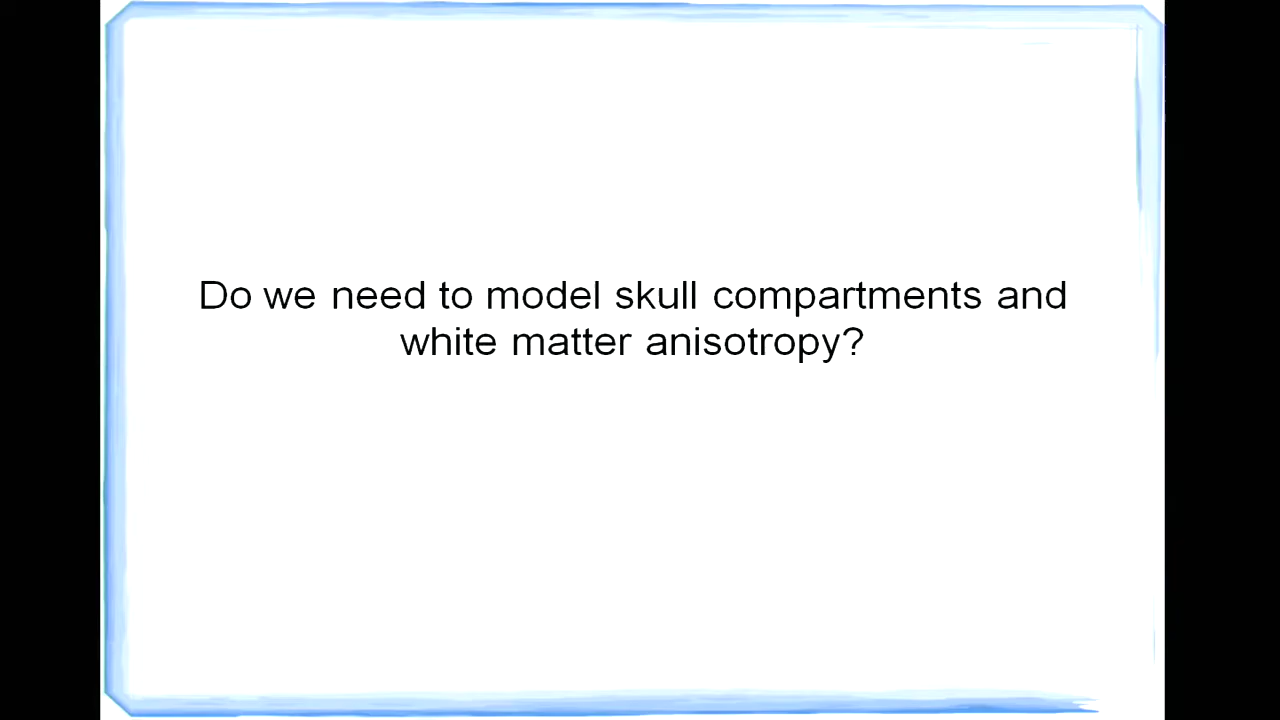 Do we need to model skull compartments and
white matter anisotropy?